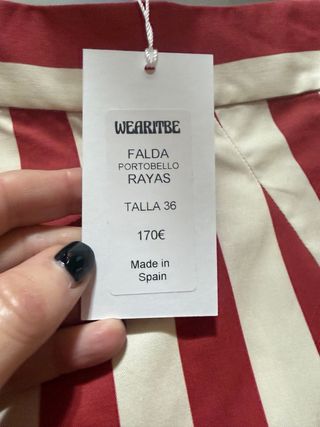 WEARITBE
FALDA
PORTOBELLO
RAYAS
TALLA 36
170€
Made in
Spain